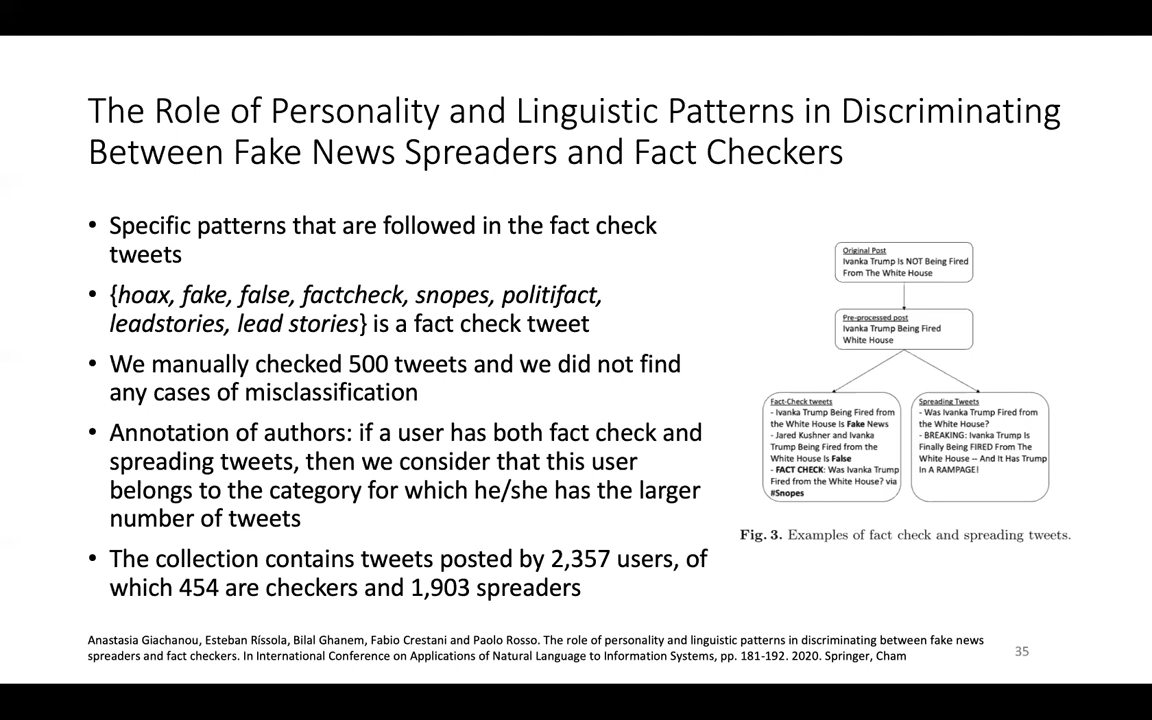 The Role of Personality and Linguistic Patterns in Discriminating
Between Fake News Spreaders and Fact Checkers
• Specific patterns that are followed in the fact check
tweets
• {hoax, fake, false, factcheck, snopes, politifact,
leadstories, lead stories} is a fact check tweet
• We manually checked 500 tweets and we did not find
any cases of misclassification
• Annotation of authors: if a user has both fact check and
spreading tweets, then we consider that this user
belongs to the category for which he/she has the larger
number of tweets
• The collection contains tweets posted by 2,357 users, of
which 454 are checkers and 1,903 spreaders
Original Post
Ivanka Trump Is NOT Being Fired
From The White House
Pre-processed post
Ivanka Trump Being Fired
White House
Fact-Check tweets
- Ivanka Trump Being Fired from
the White House Is Fake News
- Jared Kushner and Ivanka
Trump Being Fired from the
White House Is False
- FACT CHECK: Was Ivanka Trump
Fired from the White House? via
#Snopes
Spreading Tweets
- Was Ivanka Trump Fired from
the White House?
- BREAKING: Ivanka Trump Is
Finally Being FIRED From The
White House – And It Has Trump
In A RAMPAGE!
Fig. 3. Examples of fact check and spreading tweets.
Anastasia Giachanou, Esteban Ríssola, Bilal Ghanem, Fabio Crestani and Paolo Rosso. The role of personality and linguistic patterns in discriminating between fake news
spreaders and fact checkers. In International Conference on Applications of Natural Language to Information Systems, pp. 181-192. 2020. Springer, Cham
35